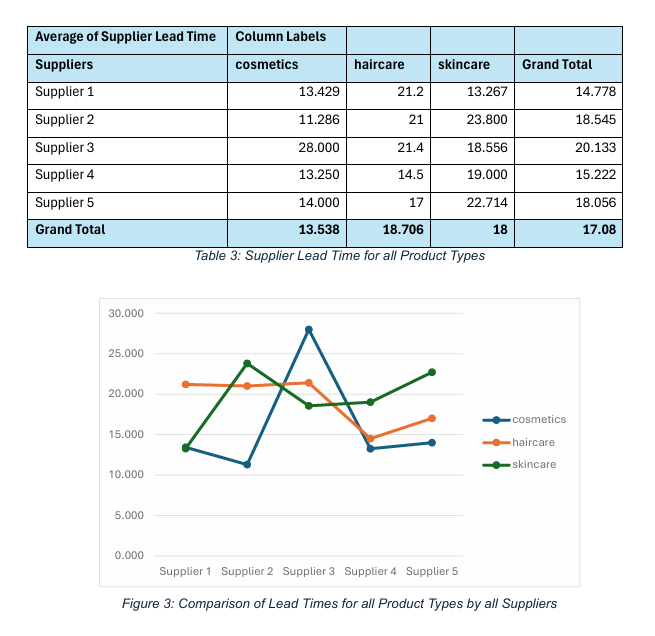 Average of Supplier Lead Time Column Labels
Suppliers cosmetics haircare skincare Grand Total
Supplier 1 13.429 21.2 13.267 14.778
Supplier 2 11.286 21 23.800 18.545
Supplier 3 28.000 21.4 18.556 20.133
Supplier 4 13.250 14.5 19.000 15.222
Supplier 5 14.000 17 22.714 18.056
Grand Total 13.538 18.706 18 17.08
Table 3: Supplier Lead Time for all Product Types
30.000
25.000
20.000
15.000
10.000
5.000
0.000
Supplier 1 Supplier 2 Supplier 3 Supplier 4 Supplier 5
cosmetics
haircare
skincare
Figure 3: Comparison of Lead Times for all Product Types by all Suppliers